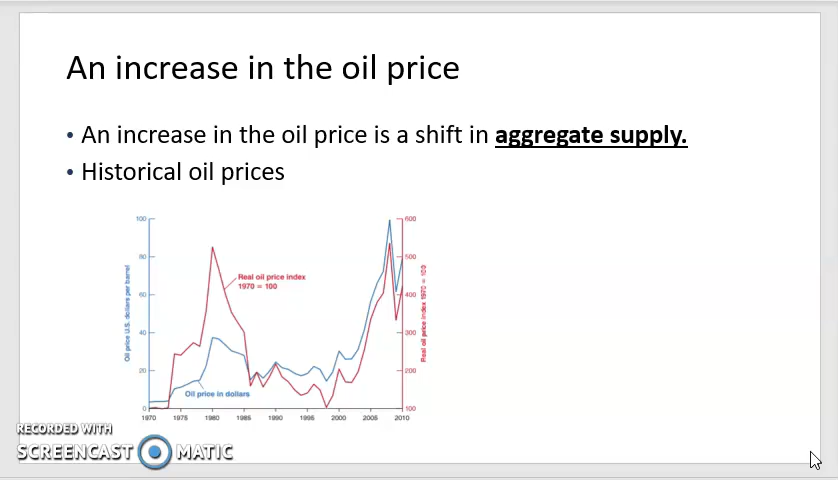 An increase in the oil price
• An increase in the oil price is a shift in aggregate supply.
• Historical oil prices
100
80
60
40
20
0
Oil price U.S. dollars per barrel
600
500
400
300
200
100
Real oil price index 1970 = 100
Real oil price index
1970 = 100
Oil price in dollars
1970 1975 1980 1985 1990 1995 2000 2005 2010
RECORDED WITH
SCREENCAST MATIC